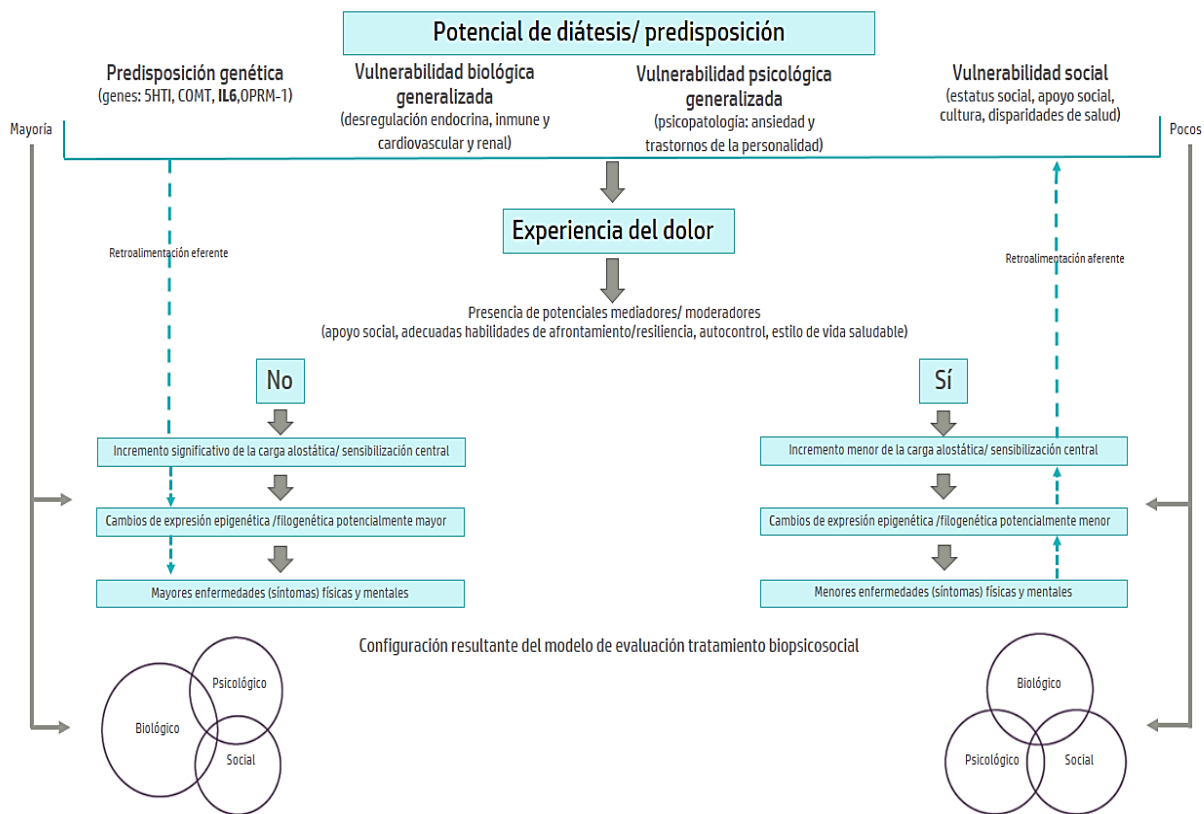 Potencial de diátesis/ predisposición
Predisposición genética
(genes: 5HTI, COMT, IL6,OPRM-1)
Vulnerabilidad biológica
generalizada
(desregulación endocrina, inmune y
cardiovascular y renal)
Vulnerabilidad psicológica
generalizada
(psicopatología: ansiedad y
trastornos de la personalidad)
Vulnerabilidad social
(estatus social, apoyo social,
cultura, disparidades de salud)
Mayoría
Pocos
Experiencia del dolor
Retroalimentación eferente
Retroalimentación aferente
Presencia de potenciales mediadores/ moderadores
(apoyo social, adecuadas habilidades de afrontamiento/resiliencia, autocontrol, estilo de vida saludable)
No
Sí
Incremento significativo de la carga alostática/ sensibilización central
Incremento menor de la carga alostática/ sensibilización central
Cambios de expresión epigenética /filogenética potencialmente mayor
Cambios de expresión epigenética /filogenética potencialmente menor
Mayores enfermedades (síntomas) físicas y mentales
Menores enfermedades (síntomas) físicas y mentales
Configuración resultante del modelo de evaluación tratamiento biopsicosocial
Psicológico
Biológico
Social
Biológico
Psicológico
Social